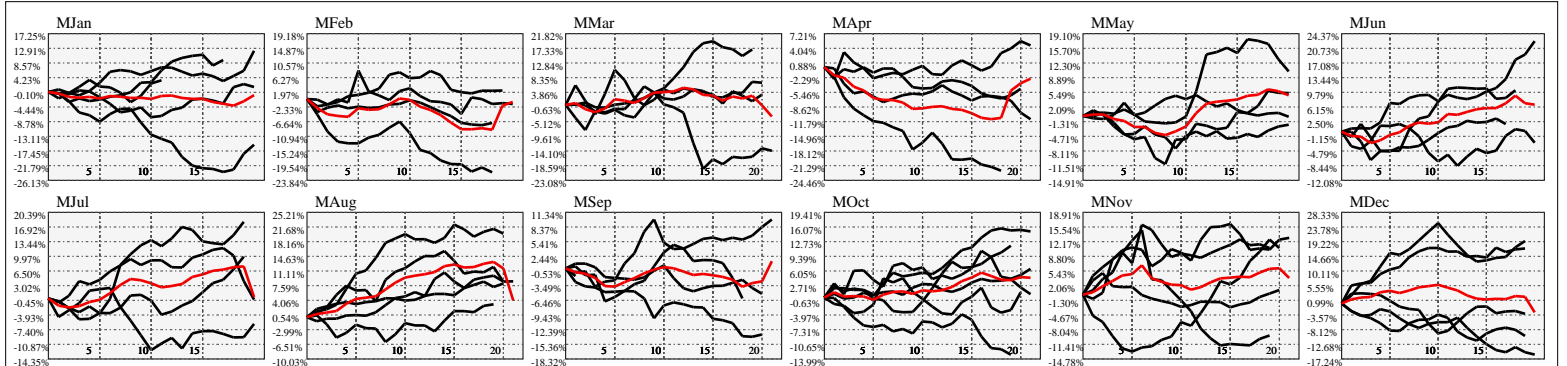 MJan MFeb MMar MApr MMay MJun
17.25% 19.18% 21.82% 7.21% 19.10% 24.37%
12.91% 14.87% 17.33% 4.04% 15.70% 20.73%
8.57% 10.57% 12.84% 0.88% 12.30% 17.08%
4.23% 6.27% 8.35% -2.29% 8.89% 13.44%
-0.10% 1.97% 3.86% -5.46% 5.49% 9.79%
-4.44% -2.33% -0.63% -8.62% 2.09% 6.15%
-8.78% -6.64% -5.12% -11.79% -1.31% 2.50%
-13.11% -10.94% -9.61% -14.96% -4.71% -1.15%
-17.45% -15.24% -14.10% -18.12% -8.11% -4.79%
-21.79% -19.54% -18.59% -21.29% -11.51% -8.44%
-26.13% -23.84% -23.08% -24.46% -14.91% -12.08%
5 10 15 5 10 15 5 10 15 20 5 10 15 20 5 10 15 5 10 15
MJul MAug MSep MOct MNov MDec
20.39% 25.21% 11.34% 19.41% 18.91% 28.33%
16.92% 21.68% 8.37% 16.07% 15.54% 23.78%
13.44% 18.16% 5.41% 12.73% 12.17% 19.22%
9.97% 14.63% 2.44% 9.39% 8.80% 14.66%
6.50% 11.11% -0.53% 6.05% 5.43% 10.11%
3.02% 7.59% -3.49% 2.71% 2.06% 5.55%
-0.45% 4.06% -6.46% -0.63% -1.30% 0.99%
-3.93% 0.54% -9.43% -3.97% -4.67% -3.57%
-7.40% -2.99% -12.39% -7.31% -8.04% -8.12%
-10.87% -6.51% -15.36% -10.65% -11.41% -12.68%
-14.35% -10.03% -18.32% -13.99% -14.78% -17.24%
5 10 15 5 10 15 20 5 10 15 20 5 10 15 20 5 10 15 20 5 10 15